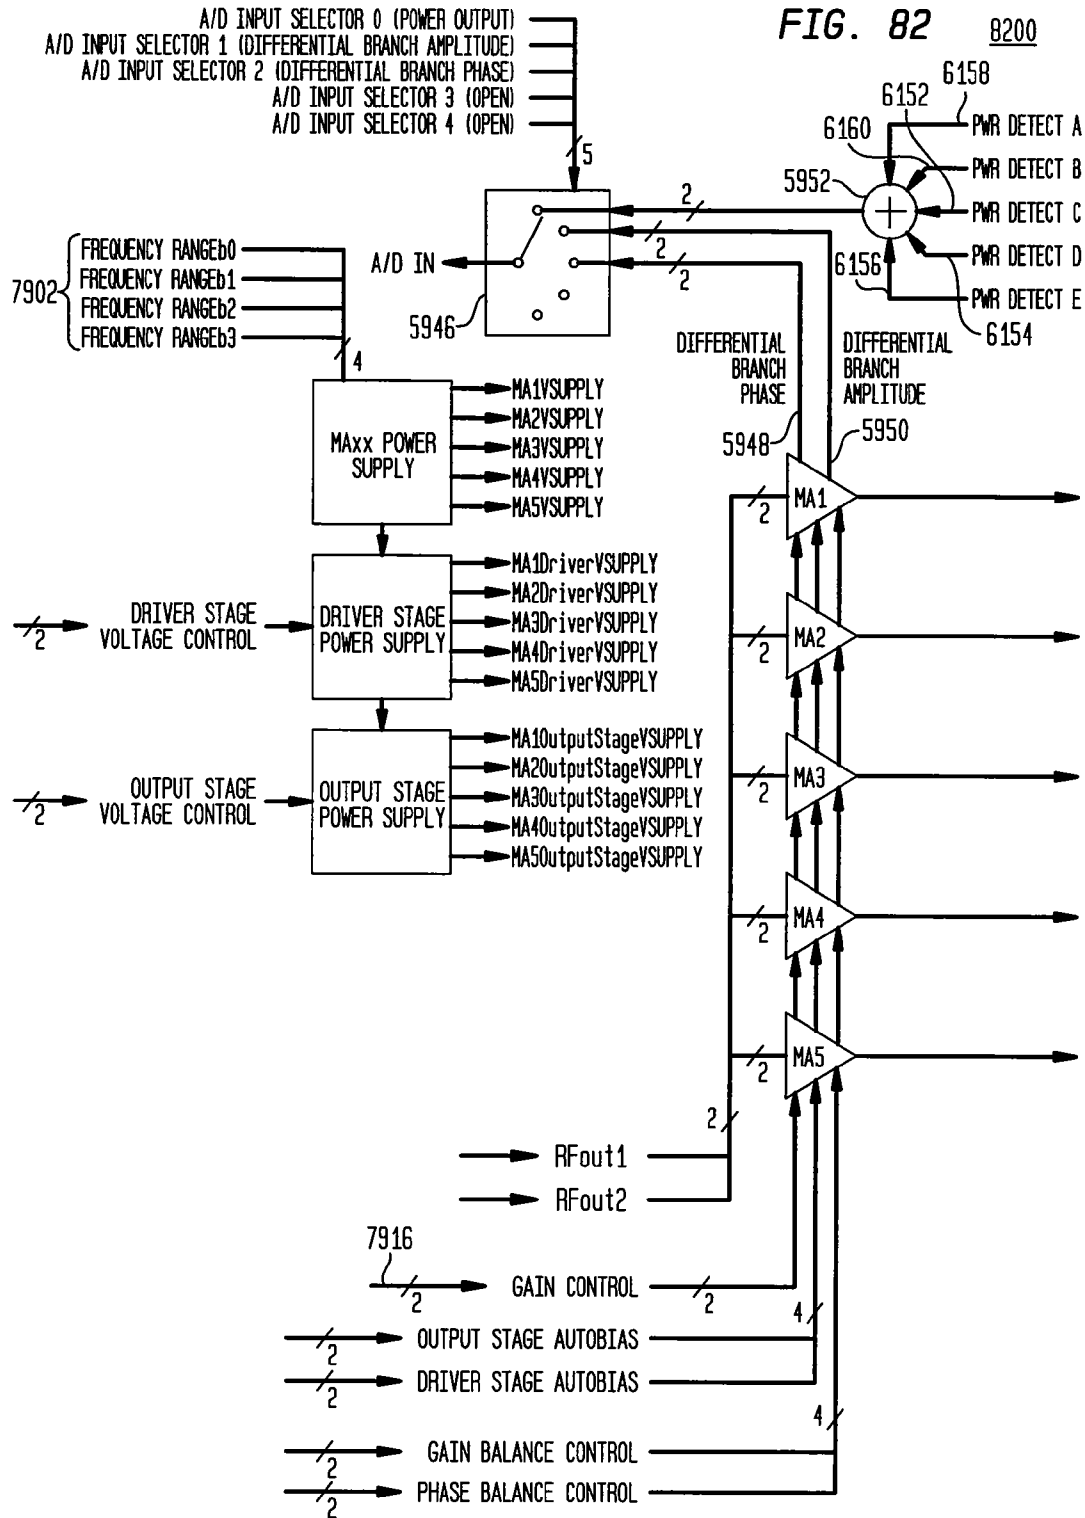 FIG. 82
8200
A/D INPUT SELECTOR 0 (POWER OUTPUT)
A/D INPUT SELECTOR 1 (DIFFERENTIAL BRANCH AMPLITUDE)
A/D INPUT SELECTOR 2 (DIFFERENTIAL BRANCH PHASE)
A/D INPUT SELECTOR 3 (OPEN)
A/D INPUT SELECTOR 4 (OPEN)
5
6158
6152
6160
5952
PWR DETECT A
PWR DETECT B
PWR DETECT C
PWR DETECT D
PWR DETECT E
+
6156
6154
2
2
2
A/D IN
5946
7902
FREQUENCY RANGEb0
FREQUENCY RANGEb1
FREQUENCY RANGEb2
FREQUENCY RANGEb3
4
DIFFERENTIAL
BRANCH
PHASE
DIFFERENTIAL
BRANCH
AMPLITUDE
5948
5950
MAxx POWER
SUPPLY
MA1VSUPPLY
MA2VSUPPLY
MA3VSUPPLY
MA4VSUPPLY
MA5VSUPPLY
2
DRIVER STAGE
VOLTAGE CONTROL
DRIVER STAGE
POWER SUPPLY
MA1DriverVSUPPLY
MA2DriverVSUPPLY
MA3DriverVSUPPLY
MA4DriverVSUPPLY
MA5DriverVSUPPLY
2
OUTPUT STAGE
VOLTAGE CONTROL
OUTPUT STAGE
POWER SUPPLY
MA1OutputStageVSUPPLY
MA2OutputStageVSUPPLY
MA3OutputStageVSUPPLY
MA4OutputStageVSUPPLY
MA5OutputStageVSUPPLY
2
MA1
2
MA2
2
MA3
2
MA4
2
MA5
2
RFout1
RFout2
7916
2
GAIN CONTROL
2
4
2
OUTPUT STAGE AUTOBIAS
2
DRIVER STAGE AUTOBIAS
4
2
GAIN BALANCE CONTROL
2
PHASE BALANCE CONTROL